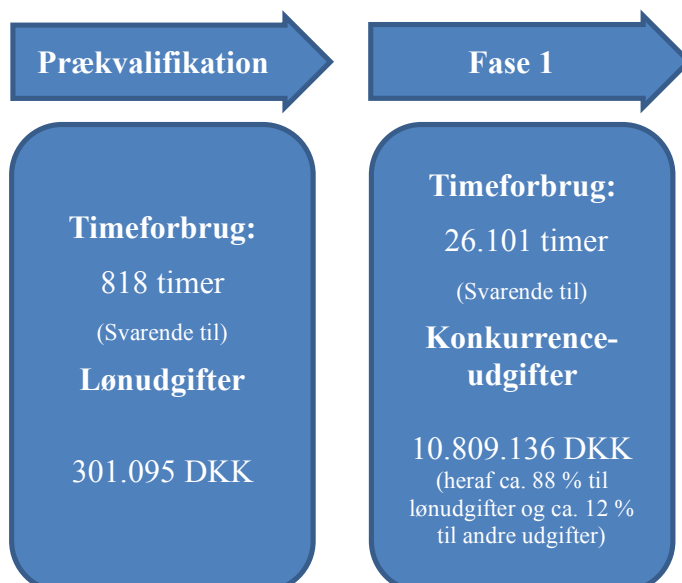 Prækvalifikation
Fase 1
Timeforbrug:
818 timer
(Svarende til)
Lønudgifter
301.095 DKK
Timeforbrug:
26.101 timer
(Svarende til)
Konkurrence-
udgifter
10.809.136 DKK
(heraf ca. 88 % til
lønudgifter og ca. 12 %
til andre udgifter)